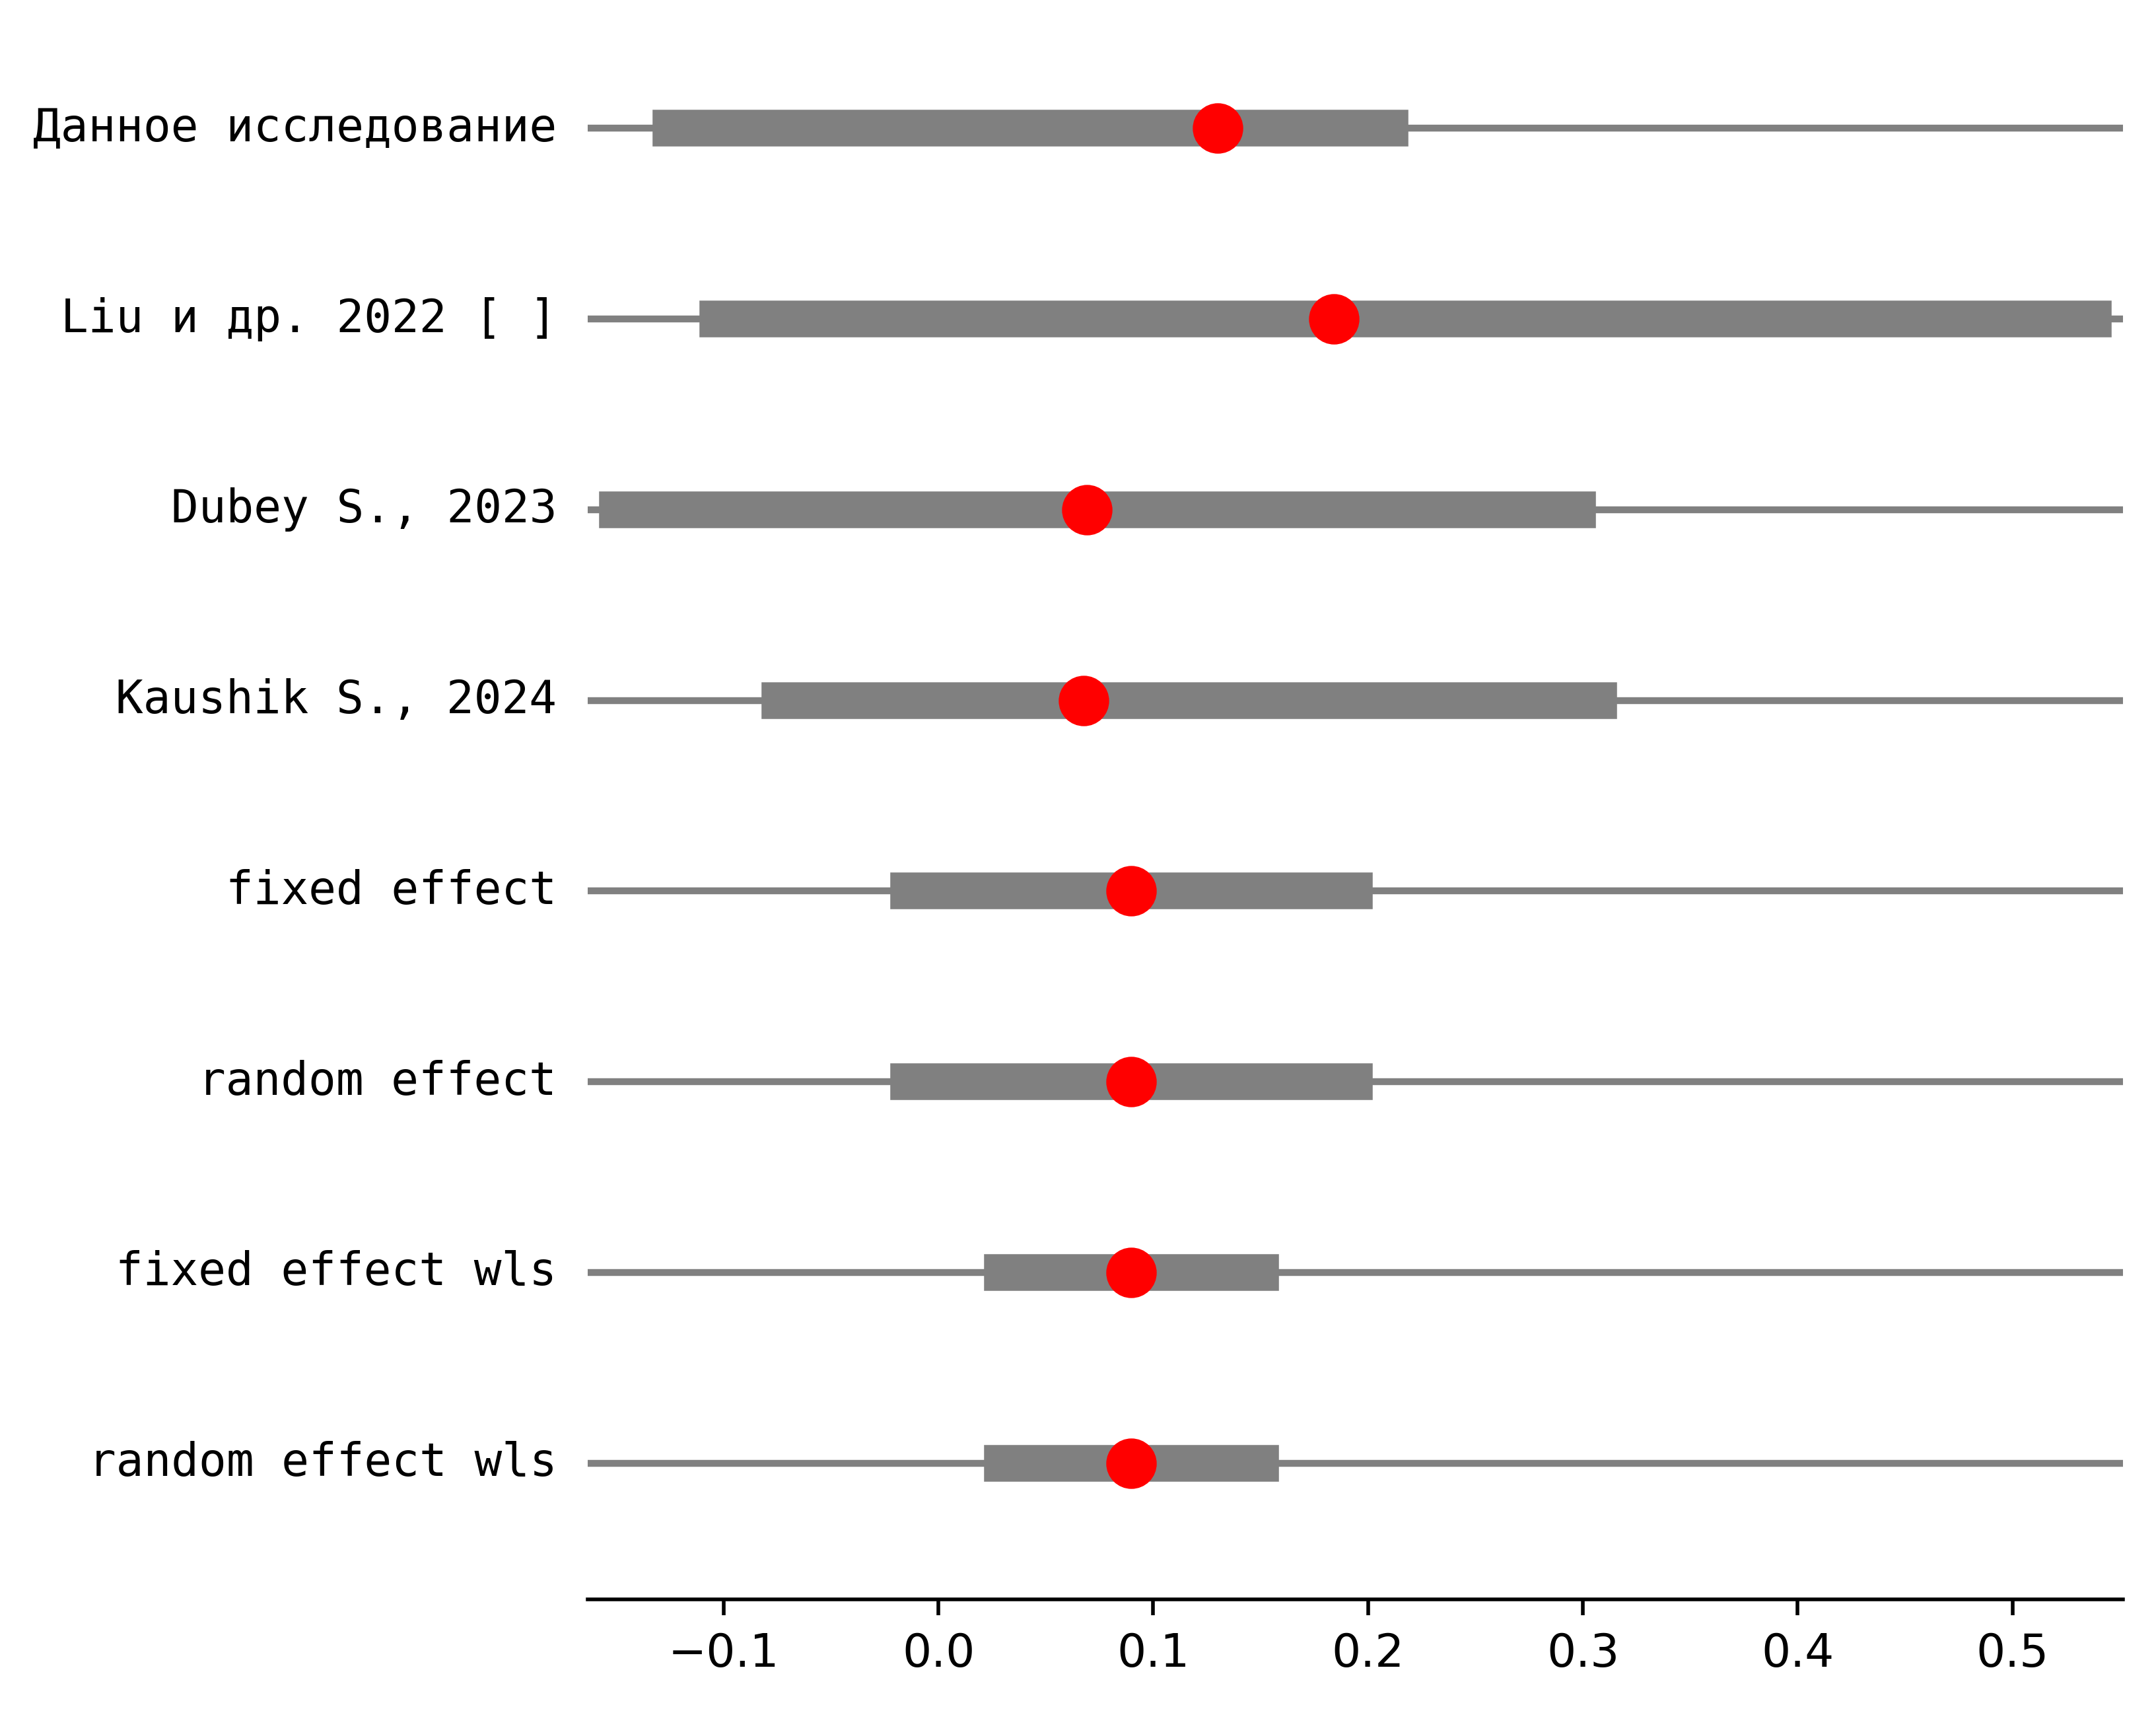 Данное исследование
Liu и др. 2022 [ ]
Dubey S., 2023
Kaushik S., 2024
fixed effect
random effect
fixed effect wls
random effect wls
−0.1 0.0 0.1 0.2 0.3 0.4 0.5